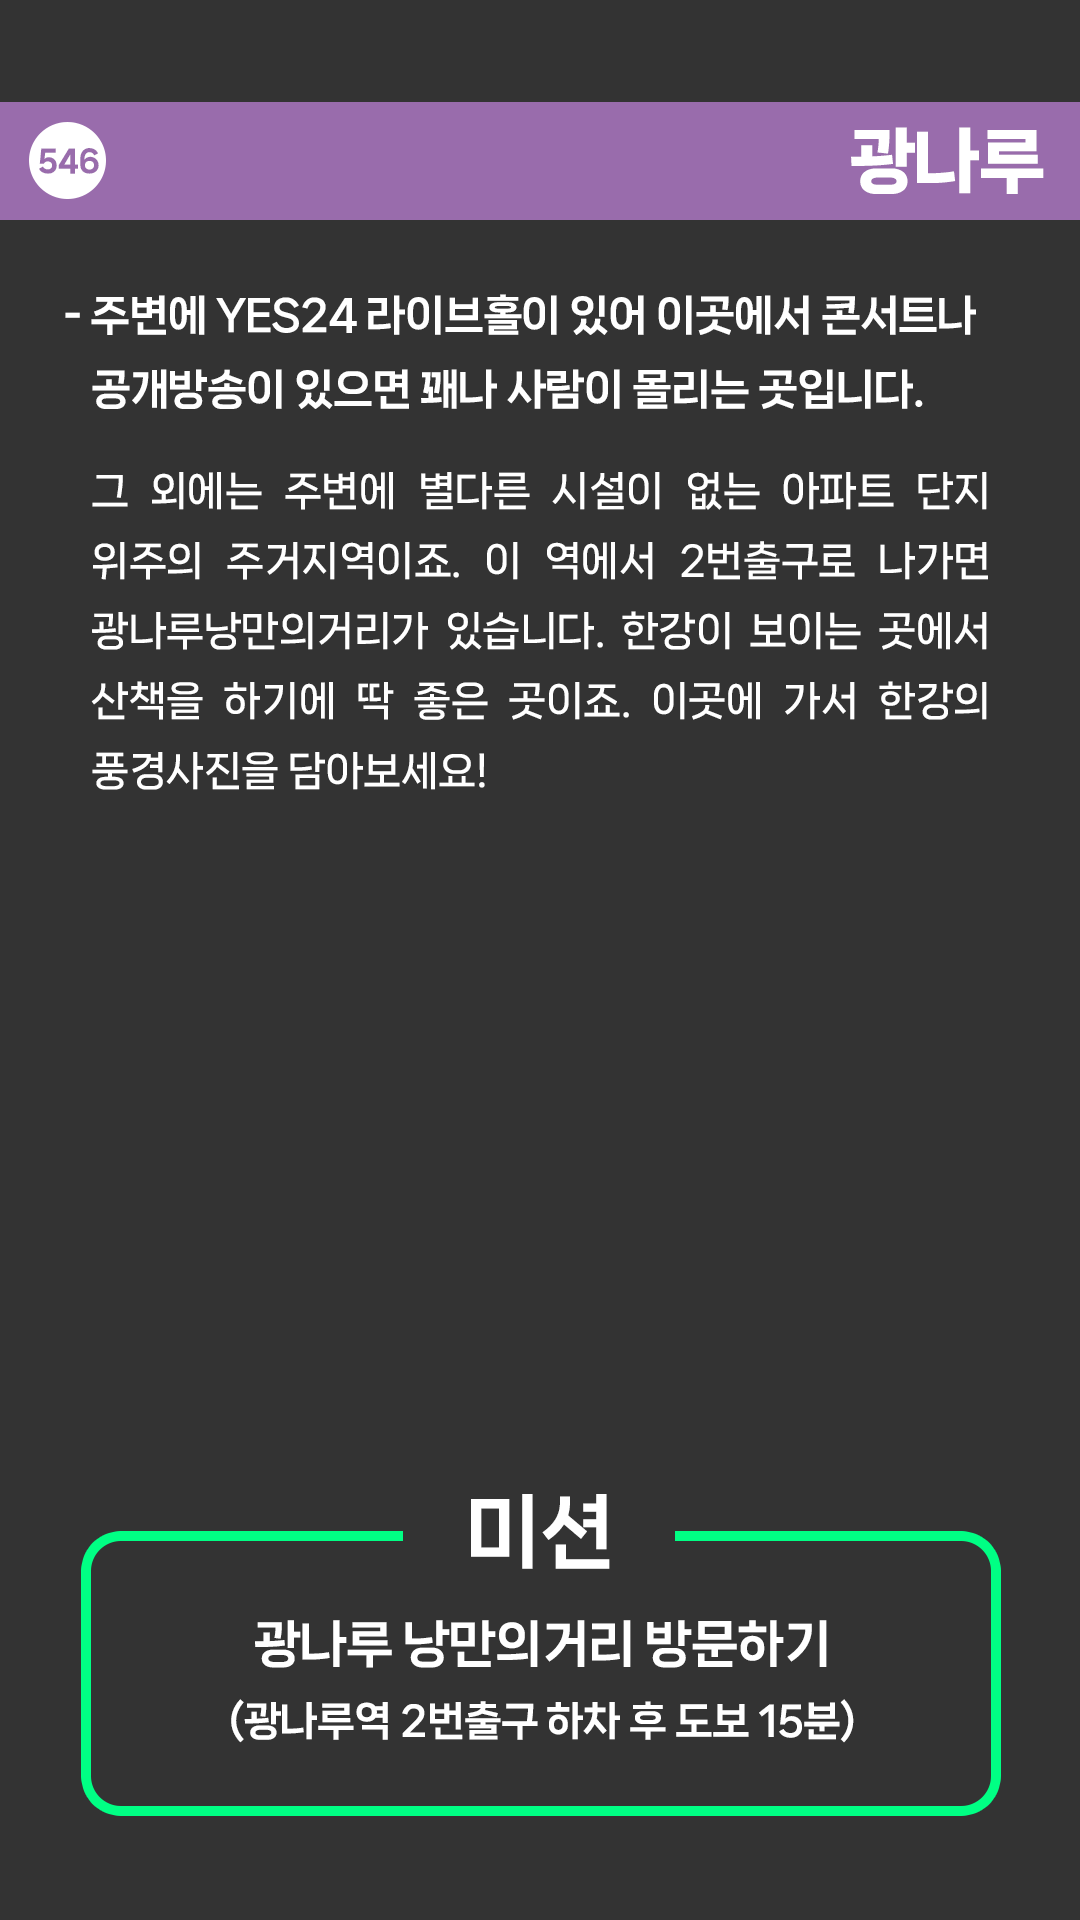 546
광나루
- 주변에 YES24 라이브홀이 있어 이곳에서 콘서트나
공개방송이 있으면 꽤나 사람이 몰리는 곳입니다.
그 외에는 주변에 별다른 시설이 없는 아파트 단지
위주의 주거지역이죠. 이 역에서 2번출구로 나가면
광나루낭만의거리가 있습니다. 한강이 보이는 곳에서
산책을 하기에 딱 좋은 곳이죠. 이곳에 가서 한강의
풍경사진을 담아보세요!
미션
광나루 낭만의거리 방문하기
(광나루역 2번출구 하차 후 도보 15분)